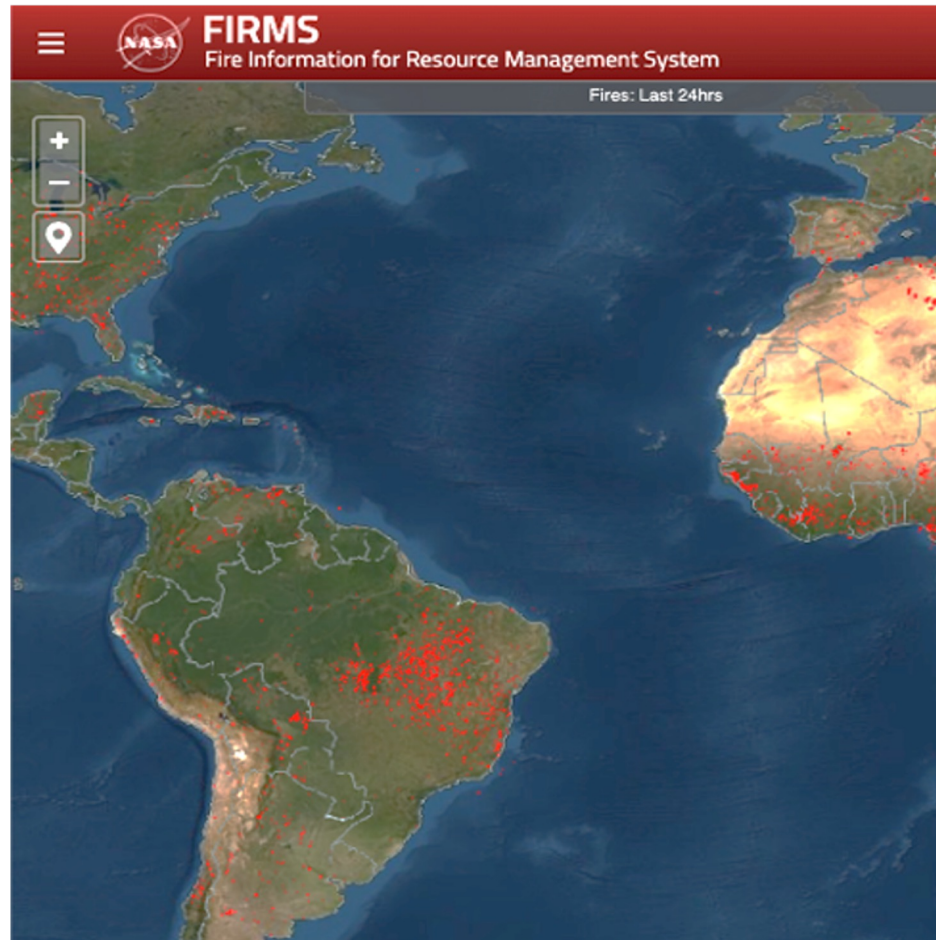 NASA
FIRMS
Fire Information for Resource Management System
Fires: Last 24hrs
+
−
s